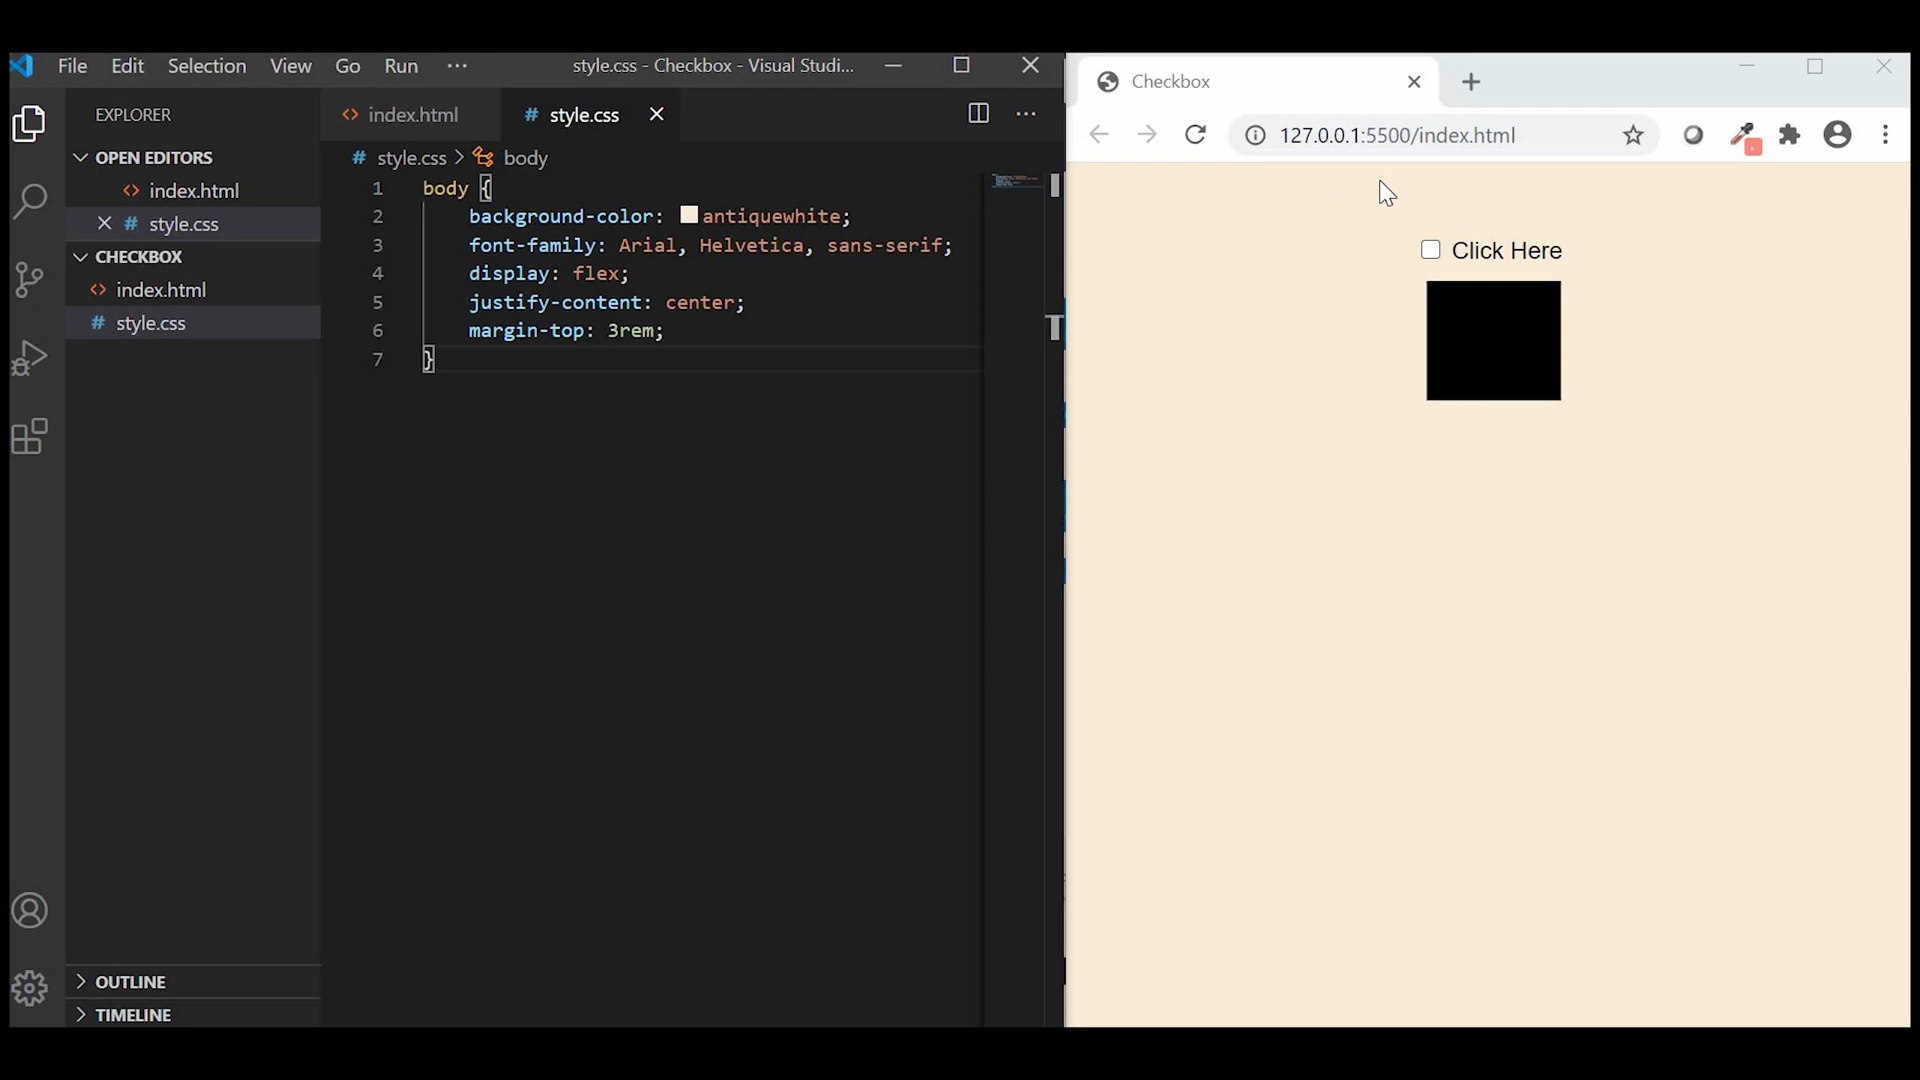 File Edit Selection View Go Run ··· style.css - Checkbox - Visual Studi...
EXPLORER
OPEN EDITORS
<> index.html
# style.css
CHECKBOX
<> index.html
# style.css
OUTLINE
TIMELINE
<> index.html # style.css
# style.css > body
1 body {
2 background-color: antiquewhite;
3 font-family: Arial, Helvetica, sans-serif;
4 display: flex;
5 justify-content: center;
6 margin-top: 3rem;
7 }
Checkbox
127.0.0.1:5500/index.html
Click Here